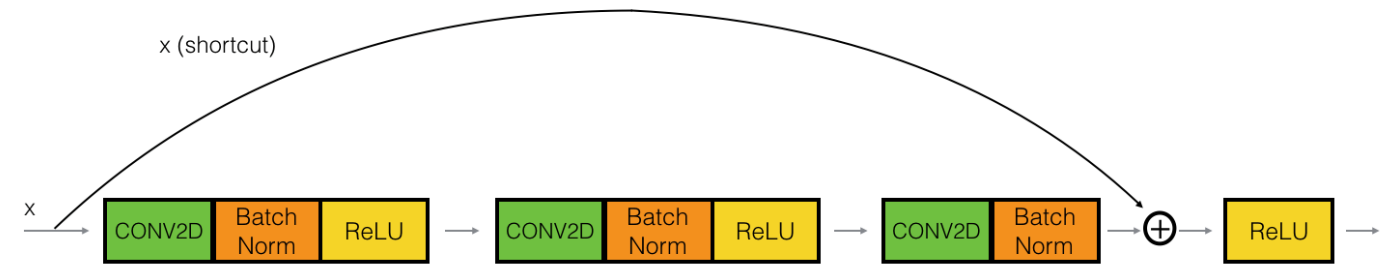 x (shortcut)
x
CONV2D
Batch
Norm
ReLU
CONV2D
Batch
Norm
ReLU
CONV2D
Batch
Norm
ReLU